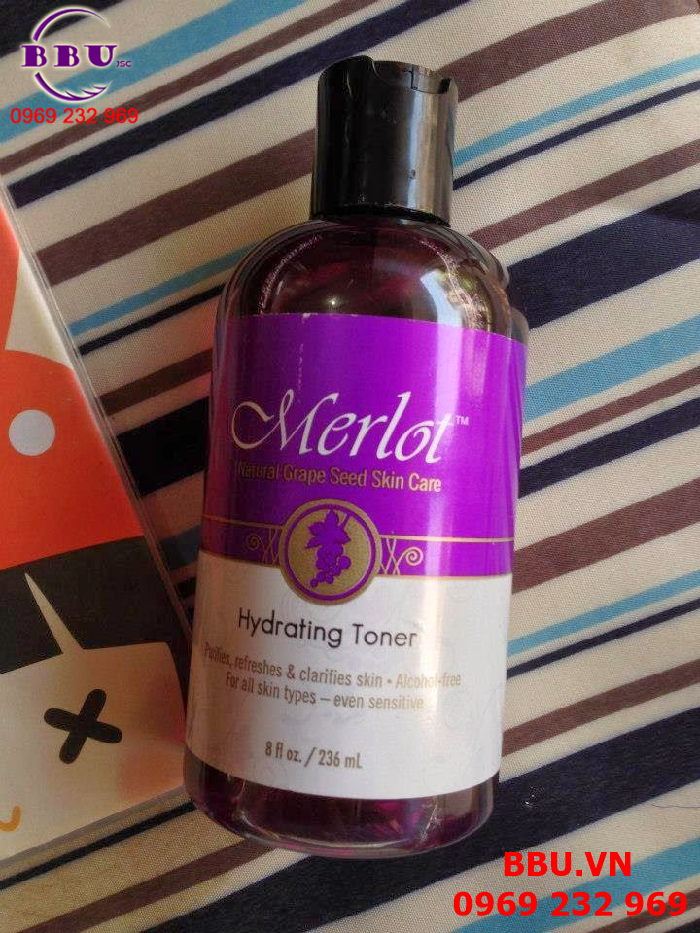 BBU JSC
0969 232 969
Merlot™
Natural Grape Seed Skin Care
Hydrating Toner
Purifies, refreshes & clarifies skin • Alcohol-free
For all skin types – even sensitive
8 fl oz. / 236 mL
BBU.VN
0969 232 969